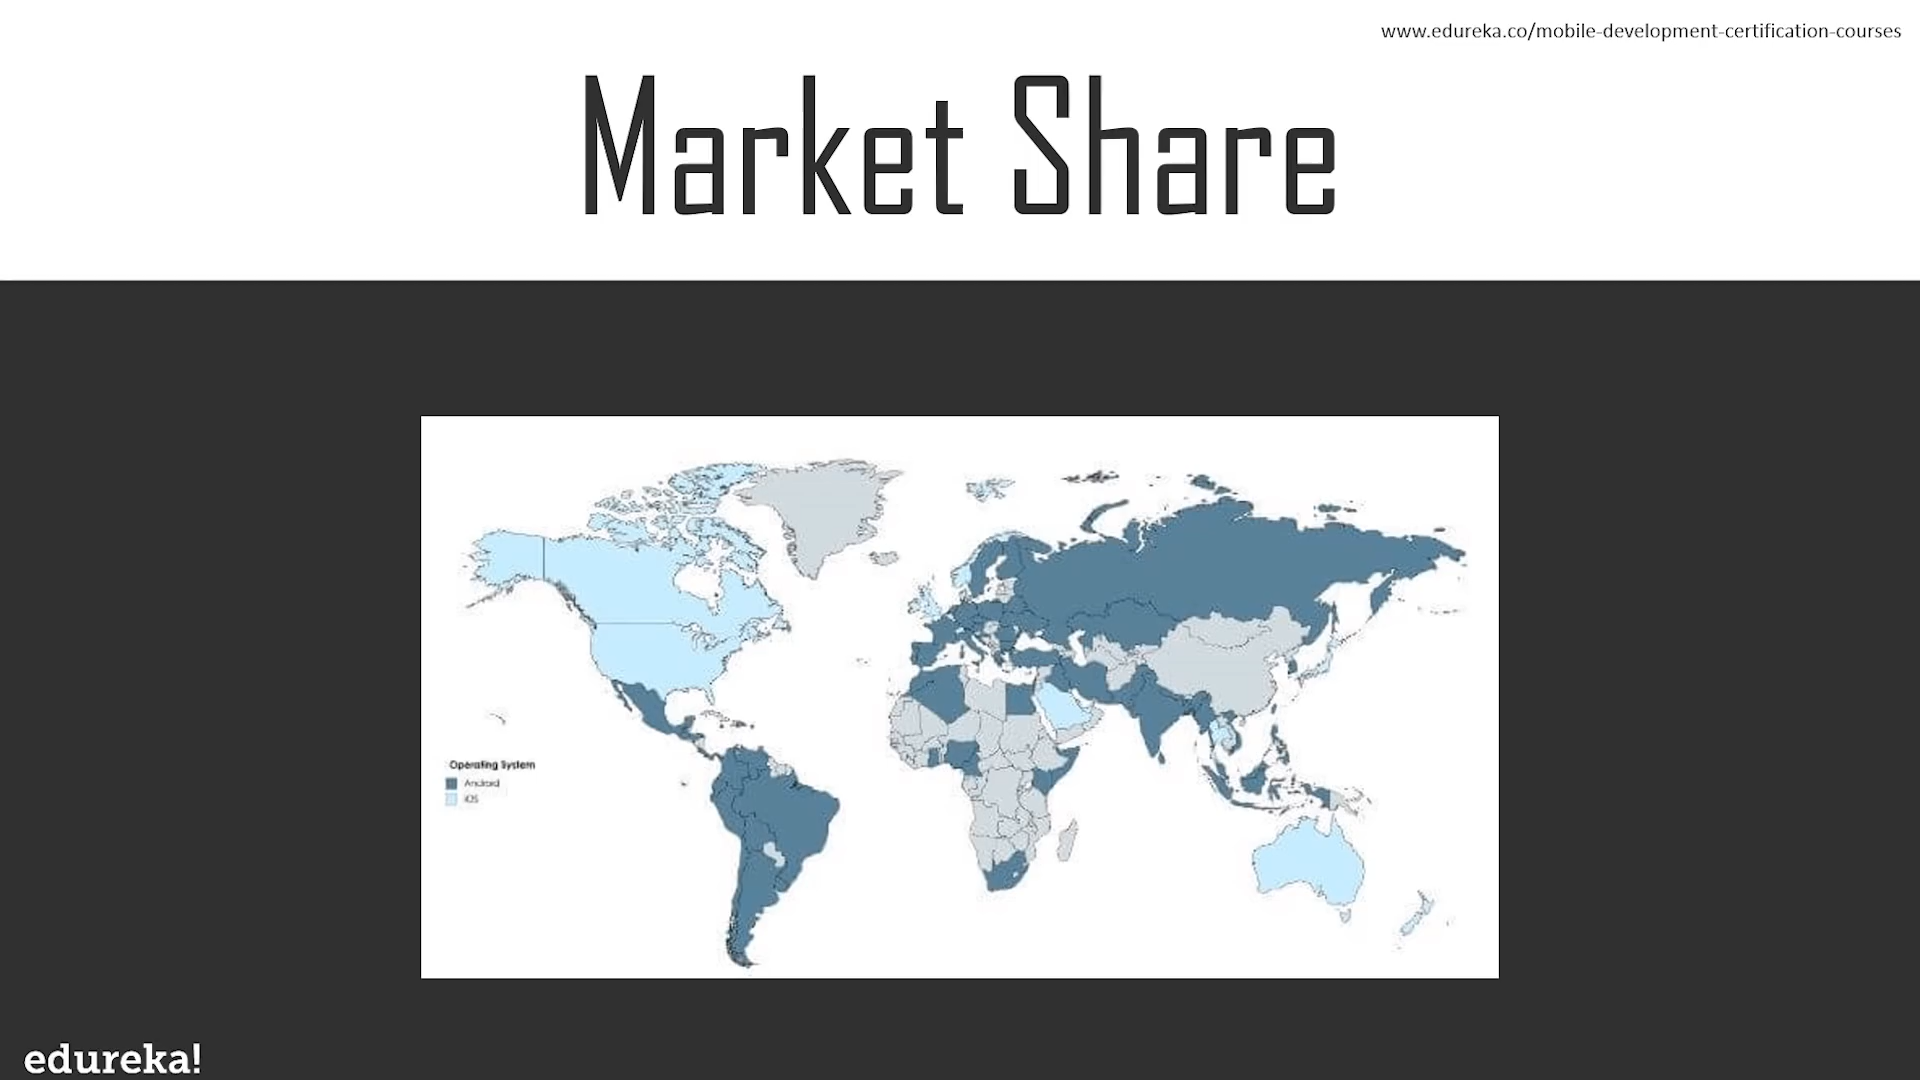 www.edureka.co/mobile-development-certification-courses
Market Share
Operating System
Android
iOS
edureka!